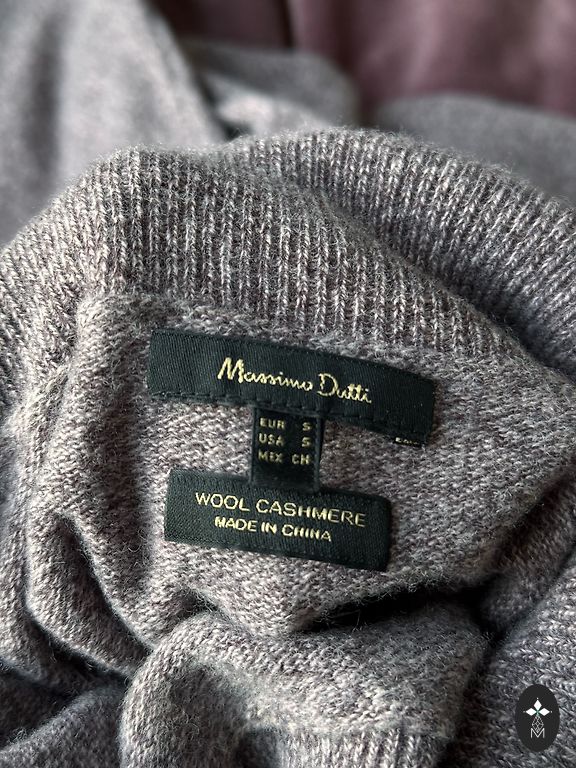 Massimo Dutti
EUR S
USA S
MEX CH
WOOL CASHMERE
MADE IN CHINA
M